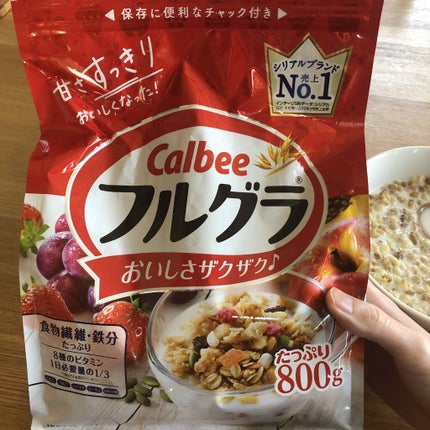 ◀ 保存に便利なチャック付き ▶
甘さすっきり
おいしくなった!
シリアルブランド
売上
No.1
Calbee
フルグラ®
おいしさザクザク♪
食物繊維・鉄分
たっぷり
8種のビタミン
1日必要量の1/3
たっぷり
800g